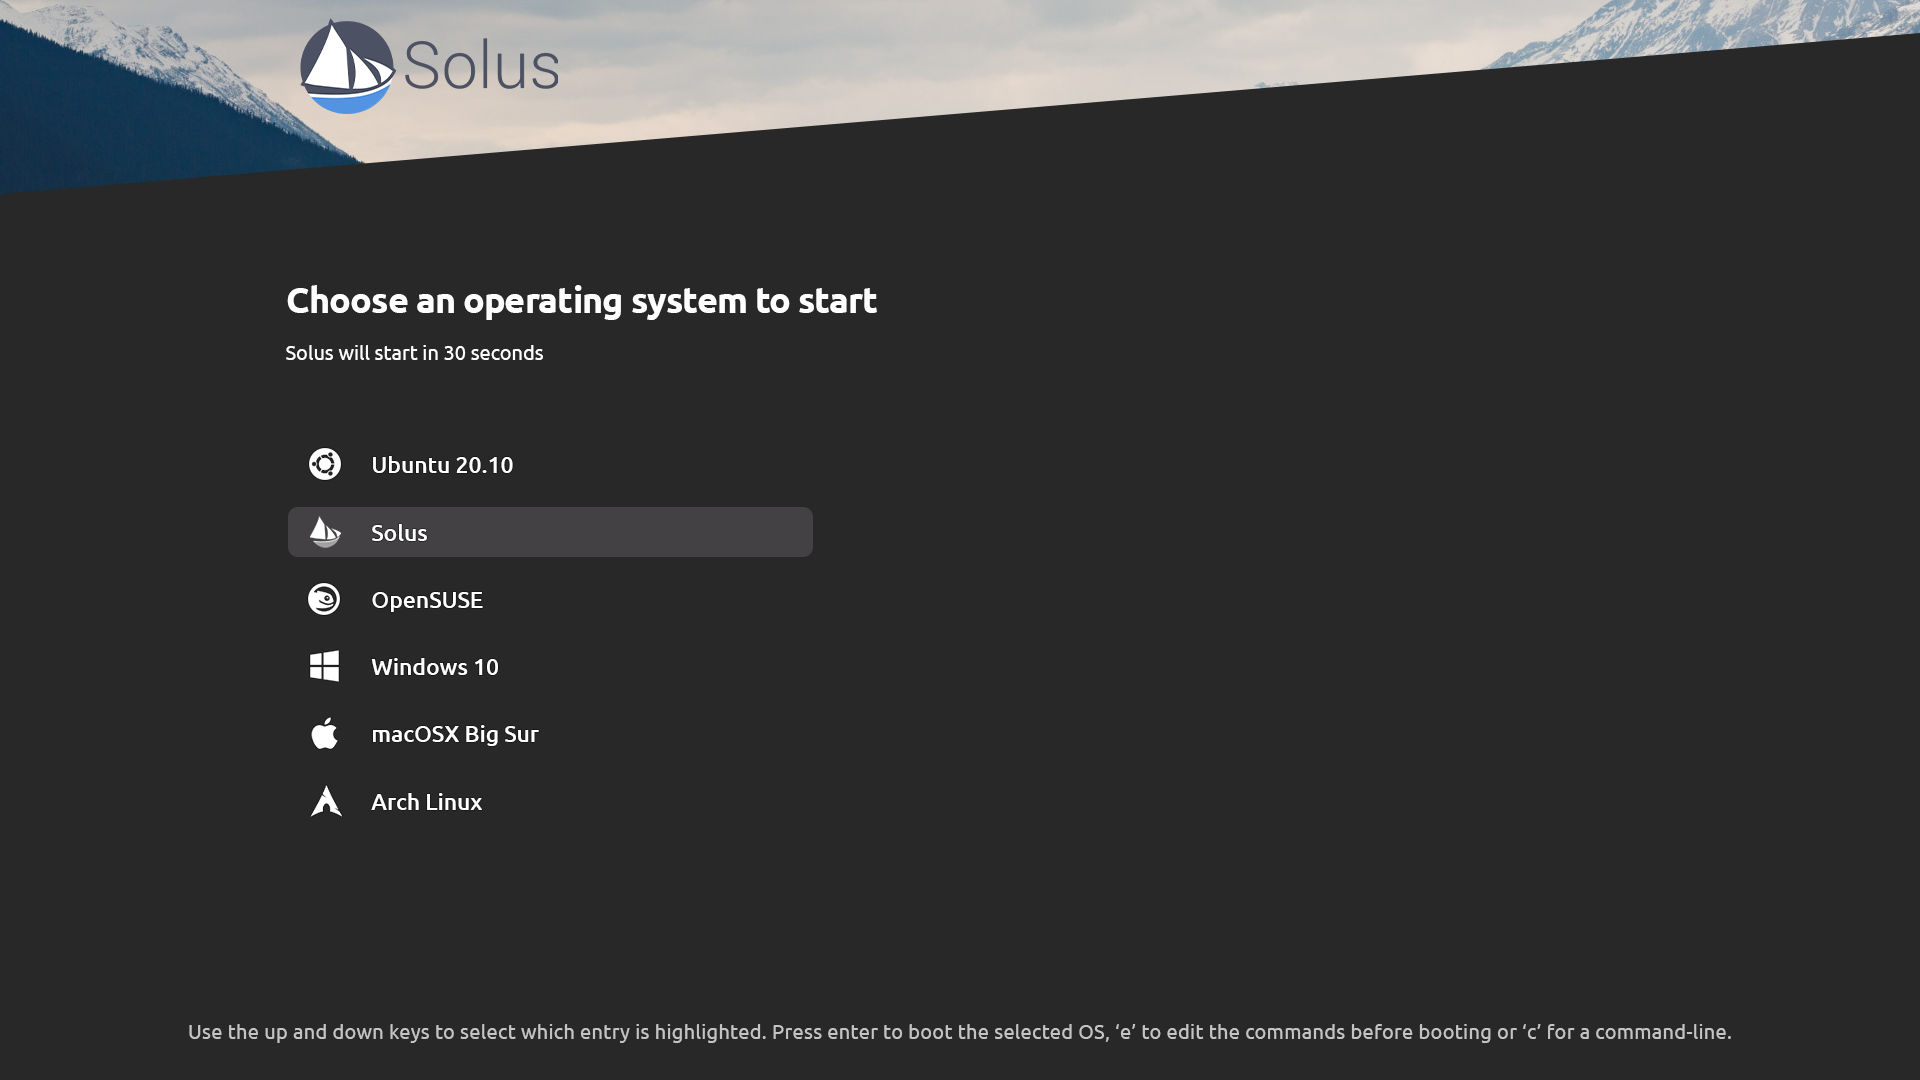 Solus
Choose an operating system to start
Solus will start in 30 seconds
Ubuntu 20.10
Solus
OpenSUSE
Windows 10
macOSX Big Sur
Arch Linux
Use the up and down keys to select which entry is highlighted. Press enter to boot the selected OS, ‘e’ to edit the commands before booting or ‘c’ for a command-line.